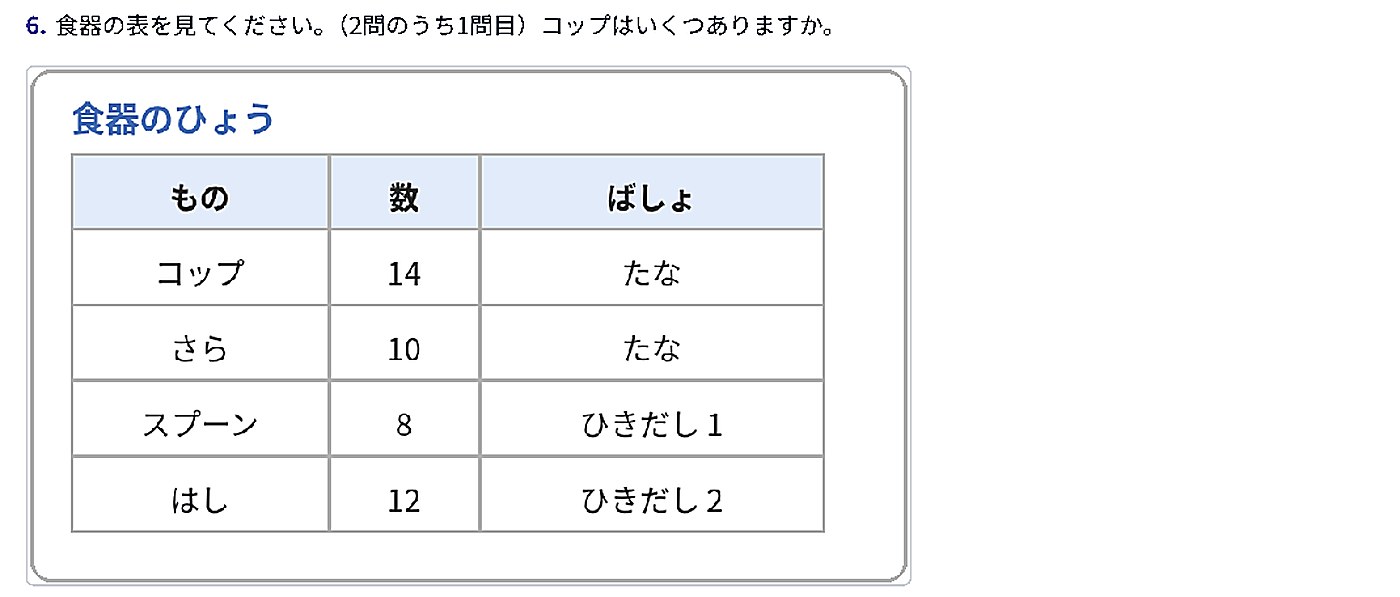 6. 食器の表を見てください。（2問のうち1問目）コップはいくつありますか。
食器のひょう
もの 数 ばしょ
コップ 14 たな
さら 10 たな
スプーン 8 ひきだし 1
はし 12 ひきだし 2